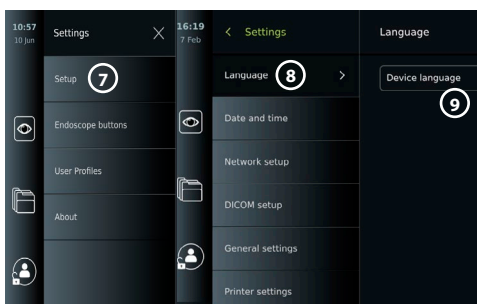 10:57
10 Jun
Settings
Setup
7
Endoscope buttons
User Profiles
About
16:19
7 Feb
Settings
Language
8
Date and time
Network setup
DICOM setup
General settings
Printer settings
Language
Device language
9